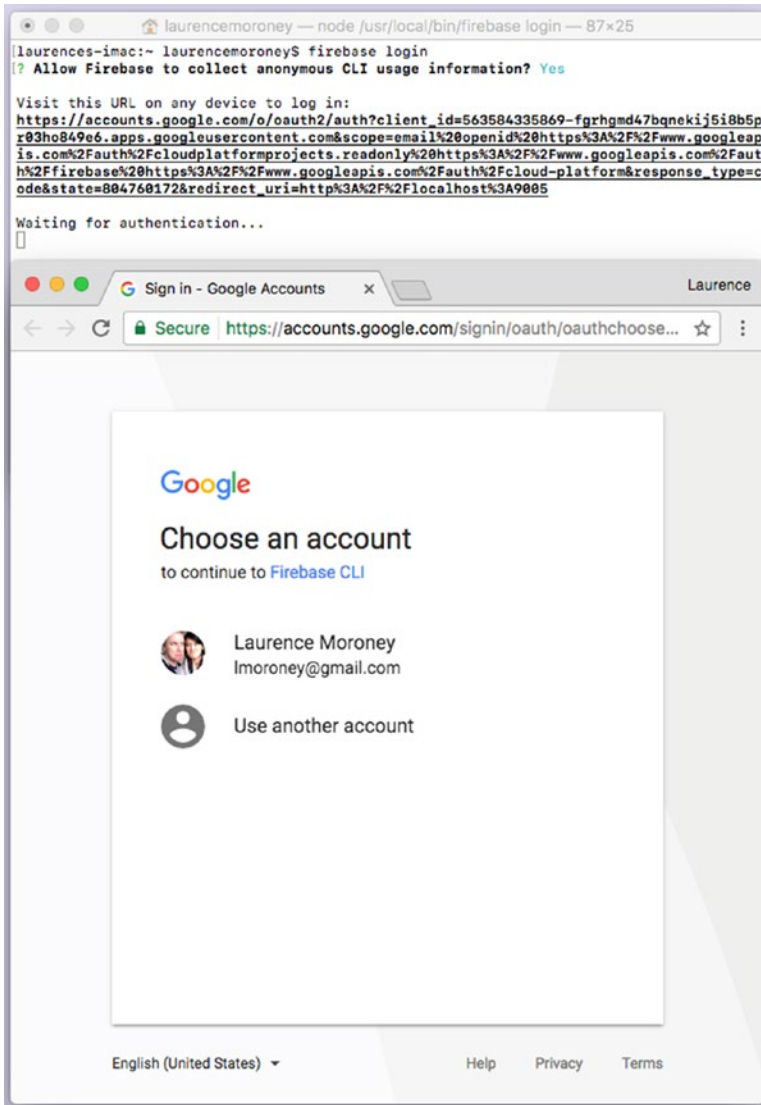 laurencemoroney — node /usr/local/bin/firebase login — 87×25
[laurences-imac:~ laurencemoroney$ firebase login
[? Allow Firebase to collect anonymous CLI usage information? Yes
Visit this URL on any device to log in:
https://accounts.google.com/o/oauth2/auth?client_id=563584335869-fgrhgmd47bqnekij5i8b5p
r03ho849e6.apps.googleusercontent.com&scope=email%20openid%20https%3A%2F%2Fwww.googleap
is.com%2Fauth%2Fcloudplatformprojects.readonly%20https%3A%2F%2Fwww.googleapis.com%2Faut
h%2Ffirebase%20https%3A%2F%2Fwww.googleapis.com%2Fauth%2Fcloud-platform&response_type=c
ode&state=804760172&redirect_uri=http%3A%2F%2Flocalhost%3A9005
Waiting for authentication...
Sign in - Google Accounts
Laurence
Secure https://accounts.google.com/signin/oauth/oauthchoose...
Google
Choose an account
to continue to Firebase CLI
Laurence Moroney
lmoroney@gmail.com
Use another account
English (United States) Help Privacy Terms